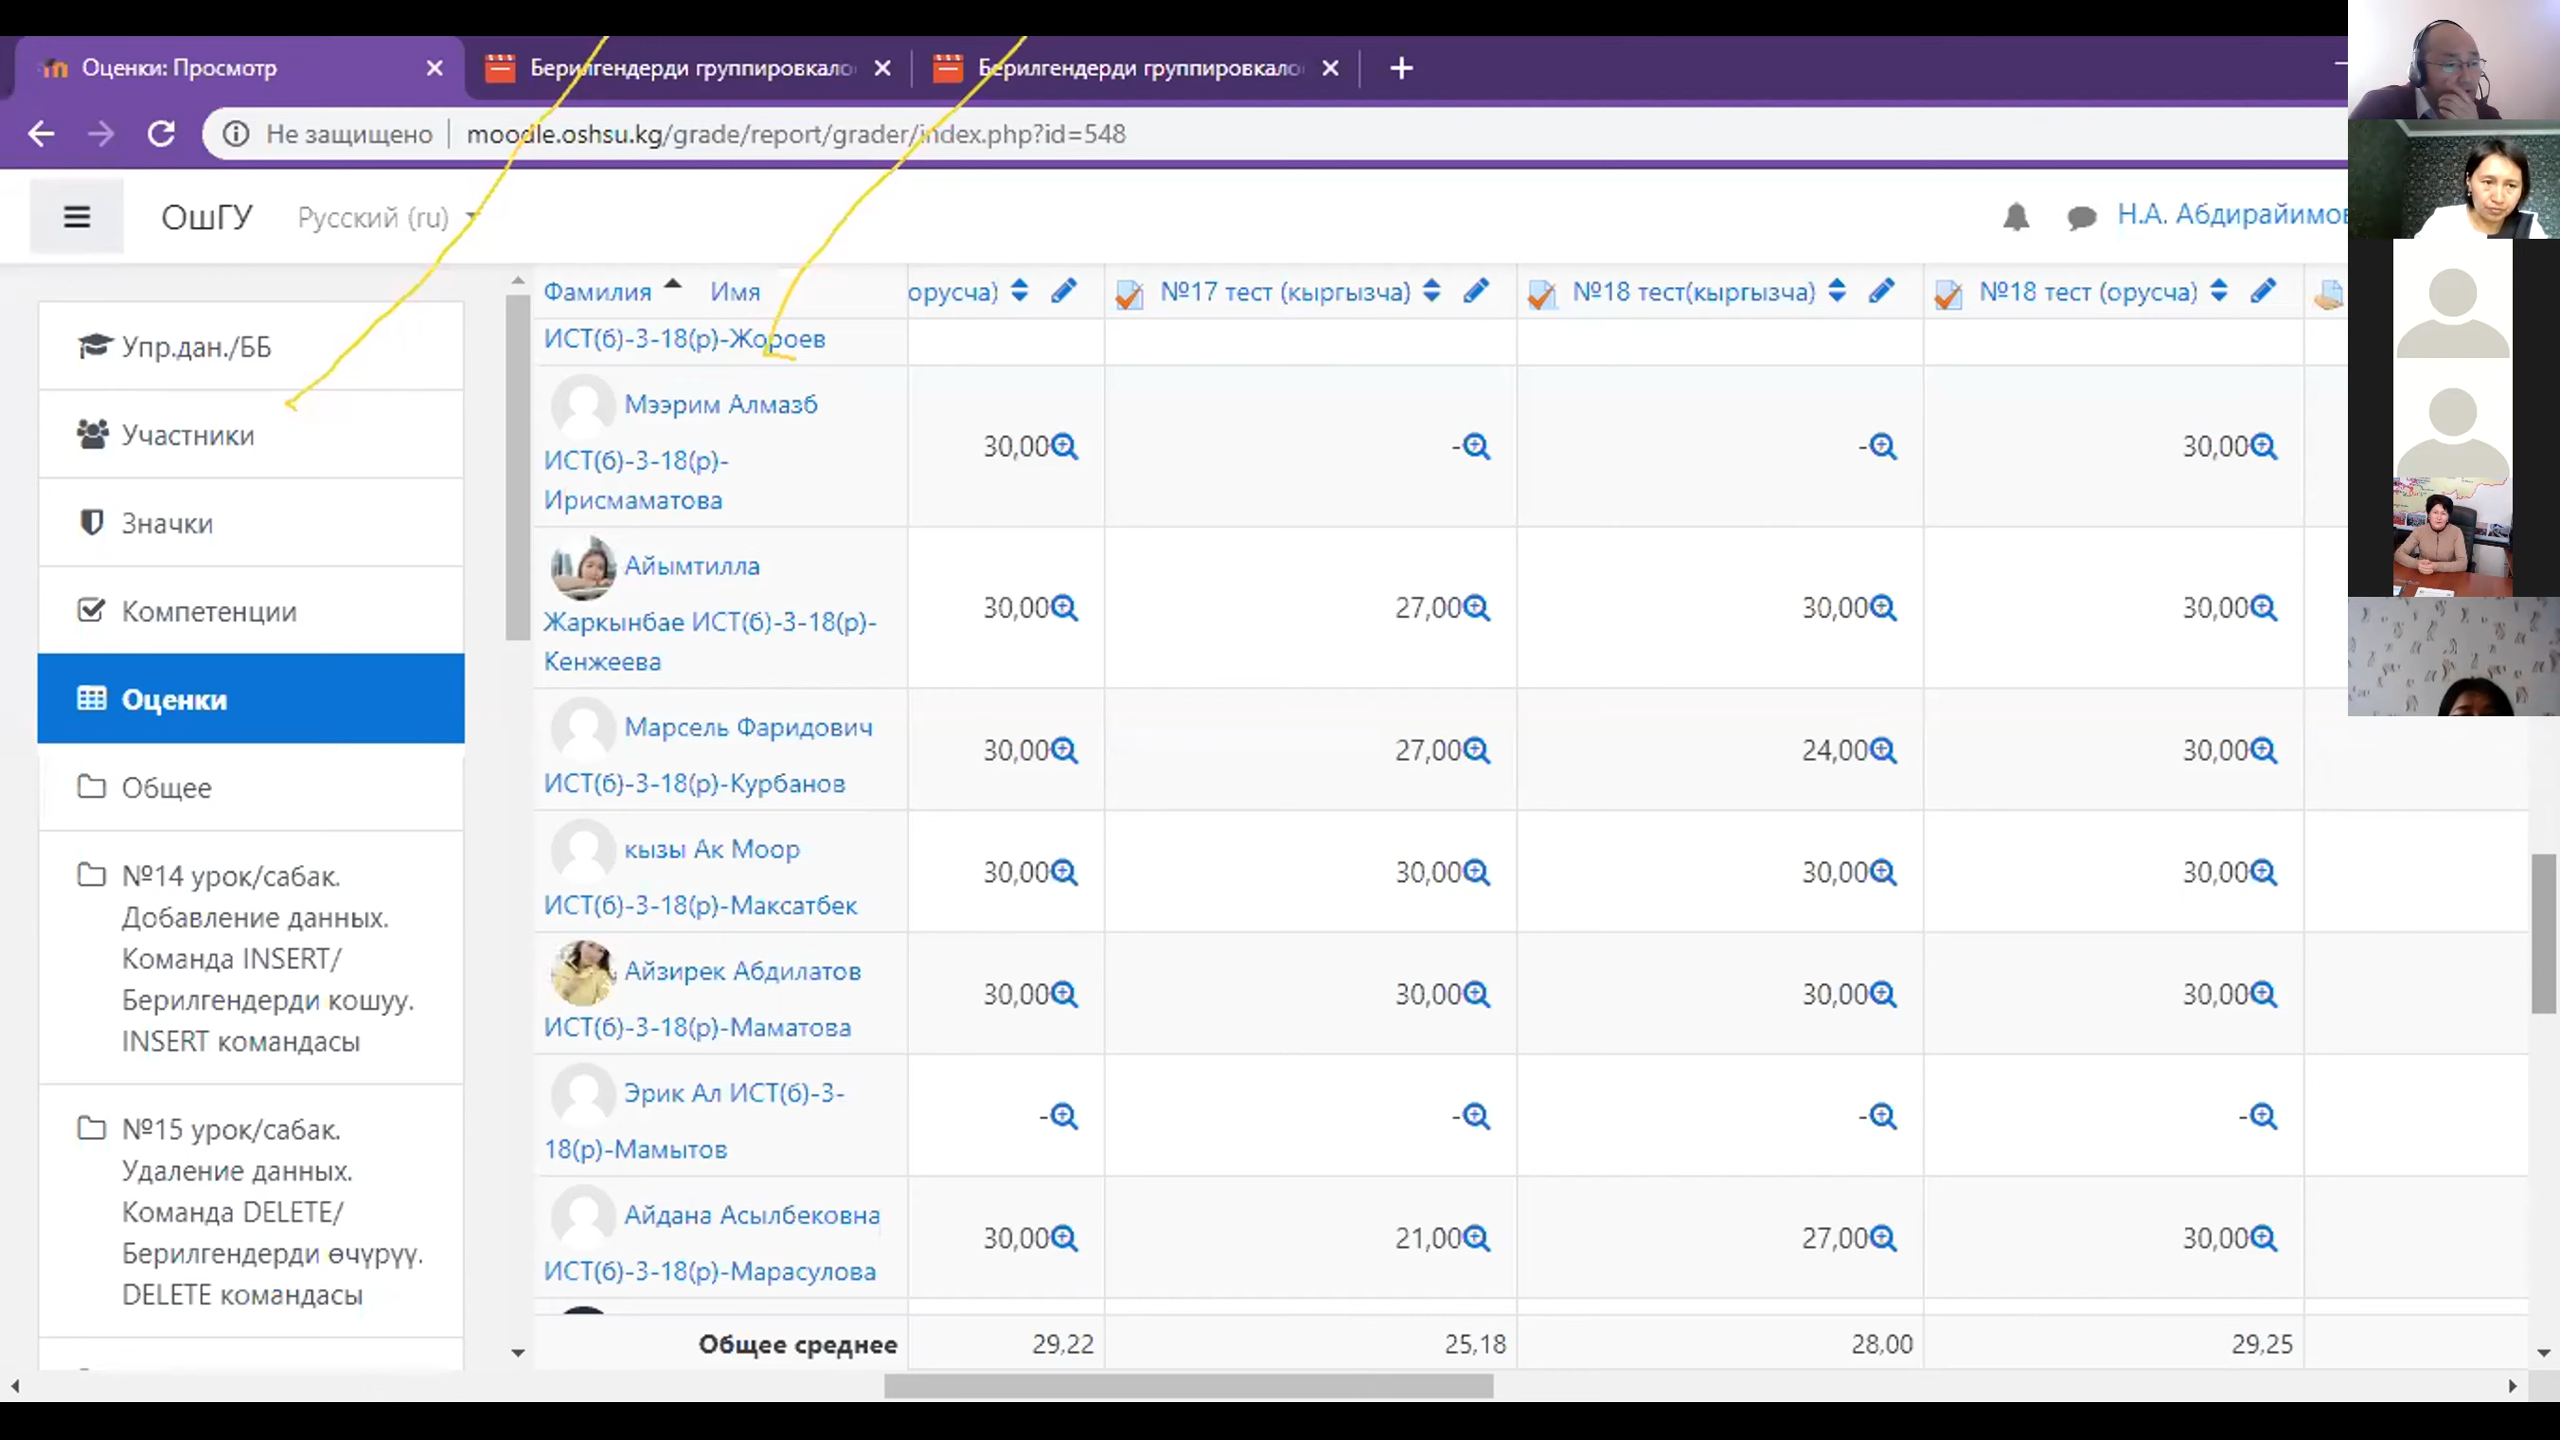 Оценки: Просмотр
Берилгендерди группировкало
Берилгендерди группировкало
Не защищено
moodle.oshsu.kg/grade/report/grader/index.php?id=548
ОшГУ
Русский (ru)
Н.А. Абдирайимов
Упр.дан./ББ
Участники
Значки
Компетенции
Оценки
Общее
№14 урок/сабак.
Добавление данных.
Команда INSERT/
Берилгендерди кошуу.
INSERT командасы
№15 урок/сабак.
Удаление данных.
Команда DELETE/
Берилгендерди өчүрүү.
DELETE командасы
Фамилия Имя орусча) №17 тест (кыргызча) №18 тест(кыргызча) №18 тест (орусча)
ИСТ(б)-3-18(р)-Жороев
Мээрим Алмазб
ИСТ(б)-3-18(р)-
Ирисмаматова
30,00 - - 30,00
Айымтилла
Жаркынбае ИСТ(б)-3-18(р)-
Кенжеева
30,00 27,00 30,00 30,00
Марсель Фаридович
ИСТ(б)-3-18(р)-Курбанов
30,00 27,00 24,00 30,00
кызы Ак Моор
ИСТ(б)-3-18(р)-Максатбек
30,00 30,00 30,00 30,00
Айзирек Абдилатов
ИСТ(б)-3-18(р)-Маматова
30,00 30,00 30,00 30,00
Эрик Ал ИСТ(б)-3-
18(р)-Мамытов
- - - -
Айдана Асылбековна
ИСТ(б)-3-18(р)-Марасулова
30,00 21,00 27,00 30,00
Общее среднее 29,22 25,18 28,00 29,25